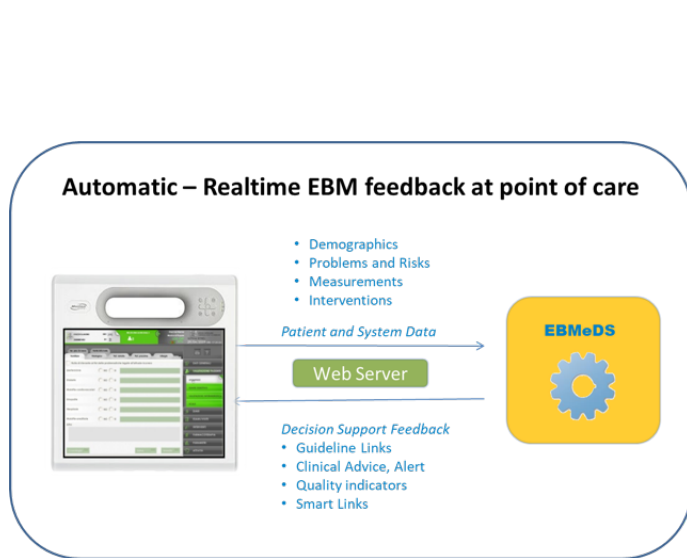 Automatic – Realtime EBM feedback at point of care
• Demographics
• Problems and Risks
• Measurements
• Interventions
Patient and System Data
Web Server
Decision Support Feedback
• Guideline Links
• Clinical Advice, Alert
• Quality indicators
• Smart Links
EBMeDS